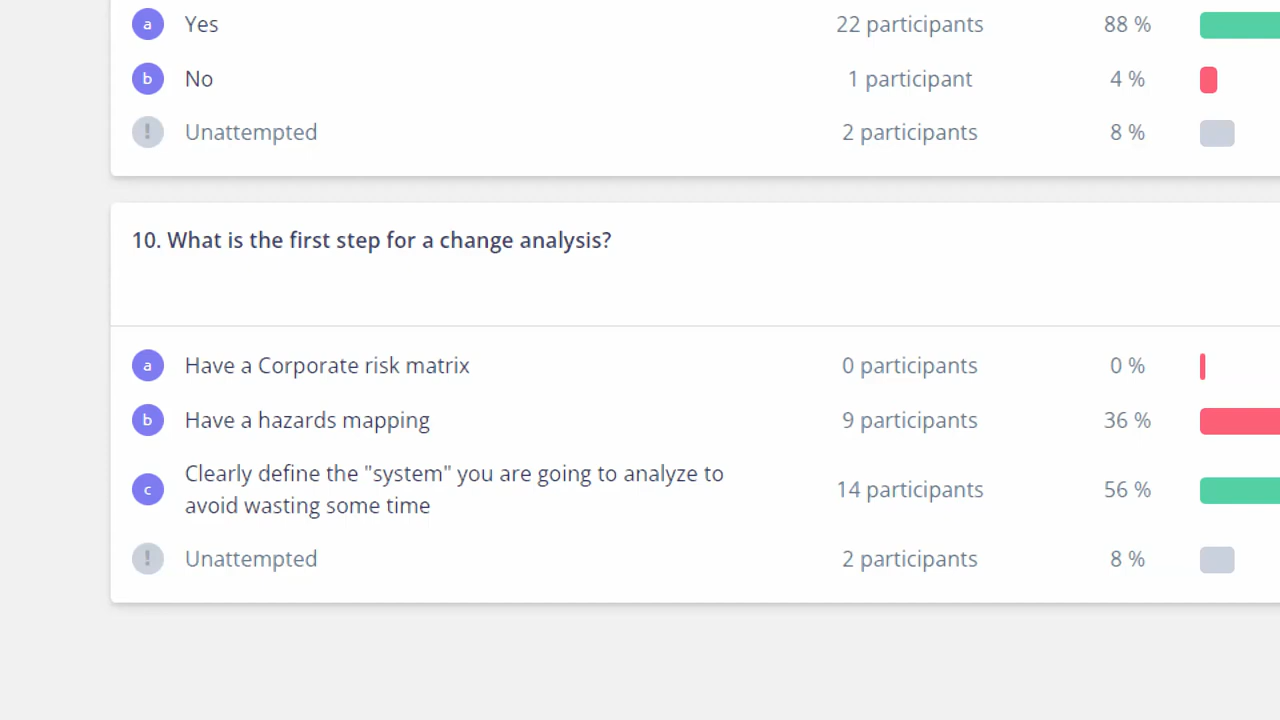 a Yes 22 participants 88 %
b No 1 participant 4 %
! Unattempted 2 participants 8 %
10. What is the first step for a change analysis?
a Have a Corporate risk matrix 0 participants 0 %
b Have a hazards mapping 9 participants 36 %
c Clearly define the "system" you are going to analyze to 14 participants 56 %
avoid wasting some time
! Unattempted 2 participants 8 %